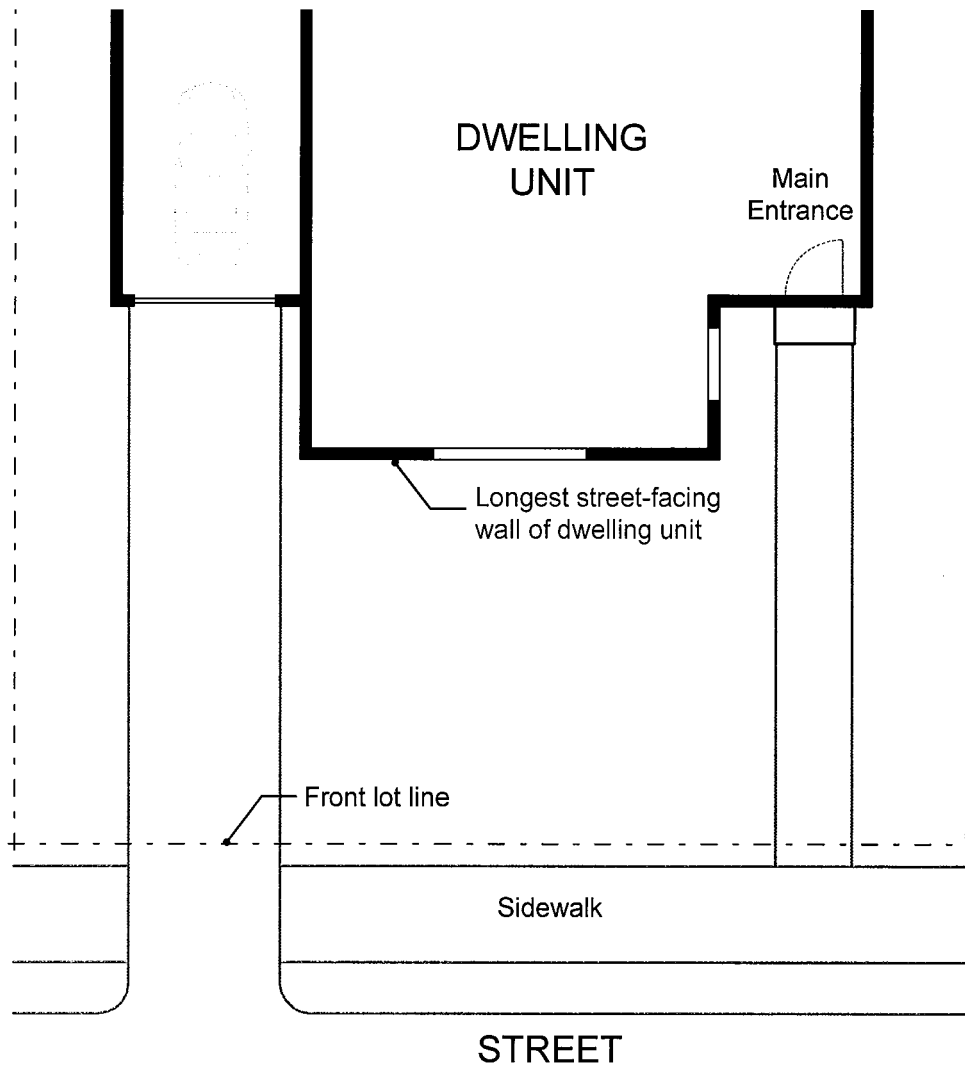 DWELLING
UNIT
Main
Entrance
Longest street-facing
wall of dwelling unit
Front lot line
Sidewalk
STREET